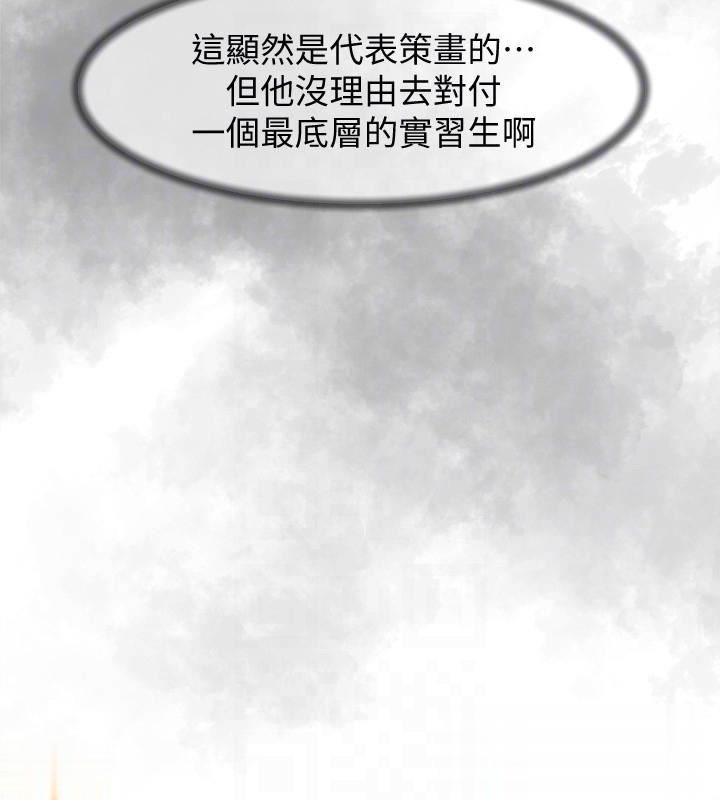 這顯然是代表策畫的⋯
但他沒理由去對付
一個最底層的實習生啊